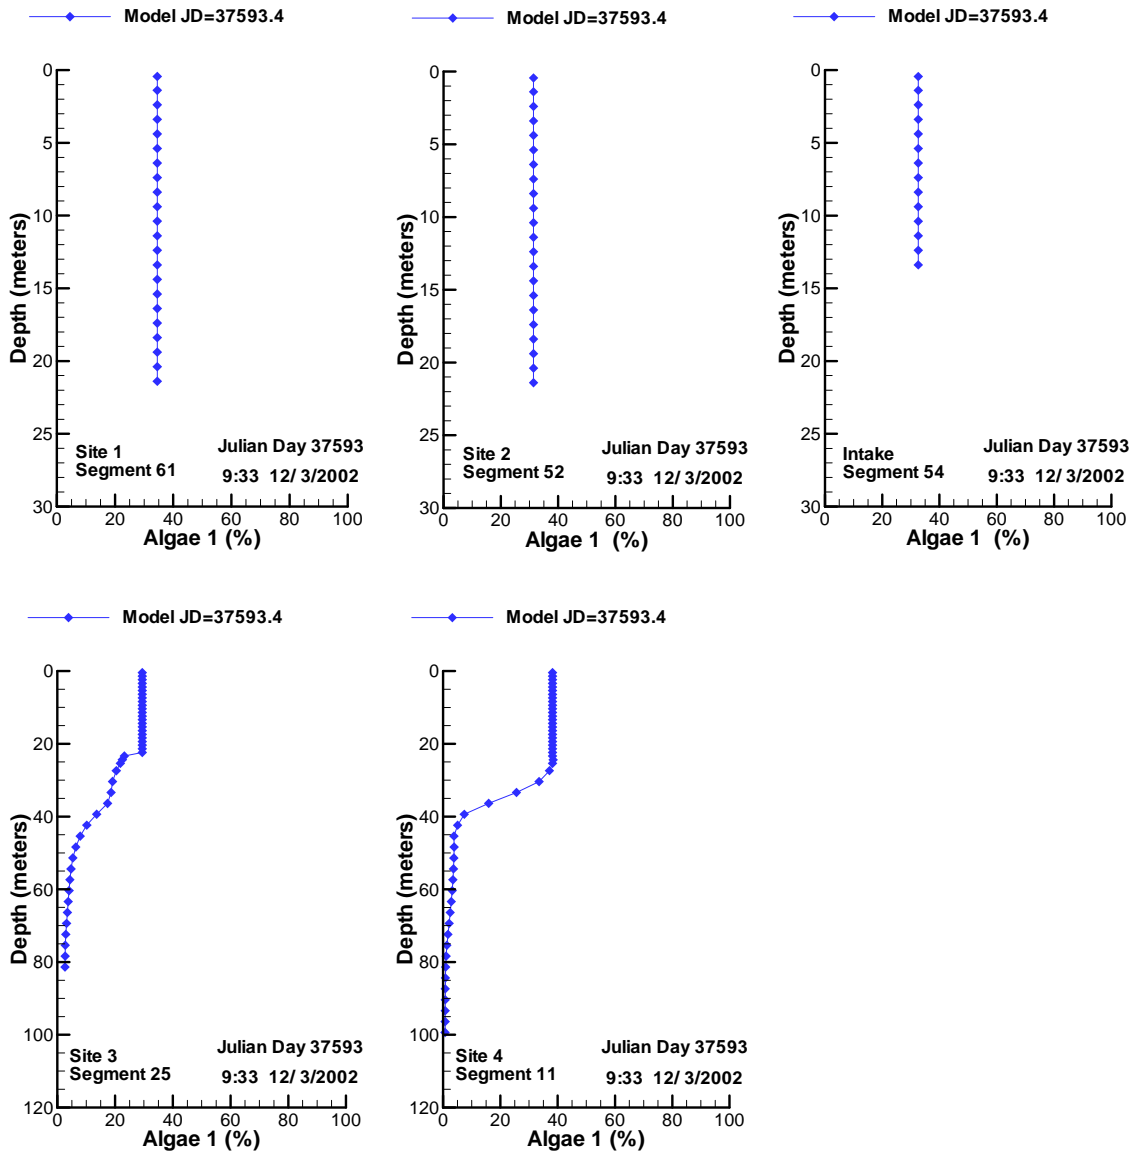 Model JD=37593.4
0
5
10
15
20
25
30
Depth (meters)
Site 1
Segment 61
Julian Day 37593
9:33 12/ 3/2002
0 20 40 60 80 100
Algae 1 (%)
Model JD=37593.4
0
5
10
15
20
25
30
Depth (meters)
Site 2
Segment 52
Julian Day 37593
9:33 12/ 3/2002
0 20 40 60 80 100
Algae 1 (%)
Model JD=37593.4
0
5
10
15
20
25
30
Depth (meters)
Intake
Segment 54
Julian Day 37593
9:33 12/ 3/2002
0 20 40 60 80 100
Algae 1 (%)
Model JD=37593.4
0
20
40
60
80
100
120
Depth (meters)
Site 3
Segment 25
Julian Day 37593
9:33 12/ 3/2002
0 20 40 60 80 100
Algae 1 (%)
Model JD=37593.4
0
20
40
60
80
100
120
Depth (meters)
Site 4
Segment 11
Julian Day 37593
9:33 12/ 3/2002
0 20 40 60 80 100
Algae 1 (%)